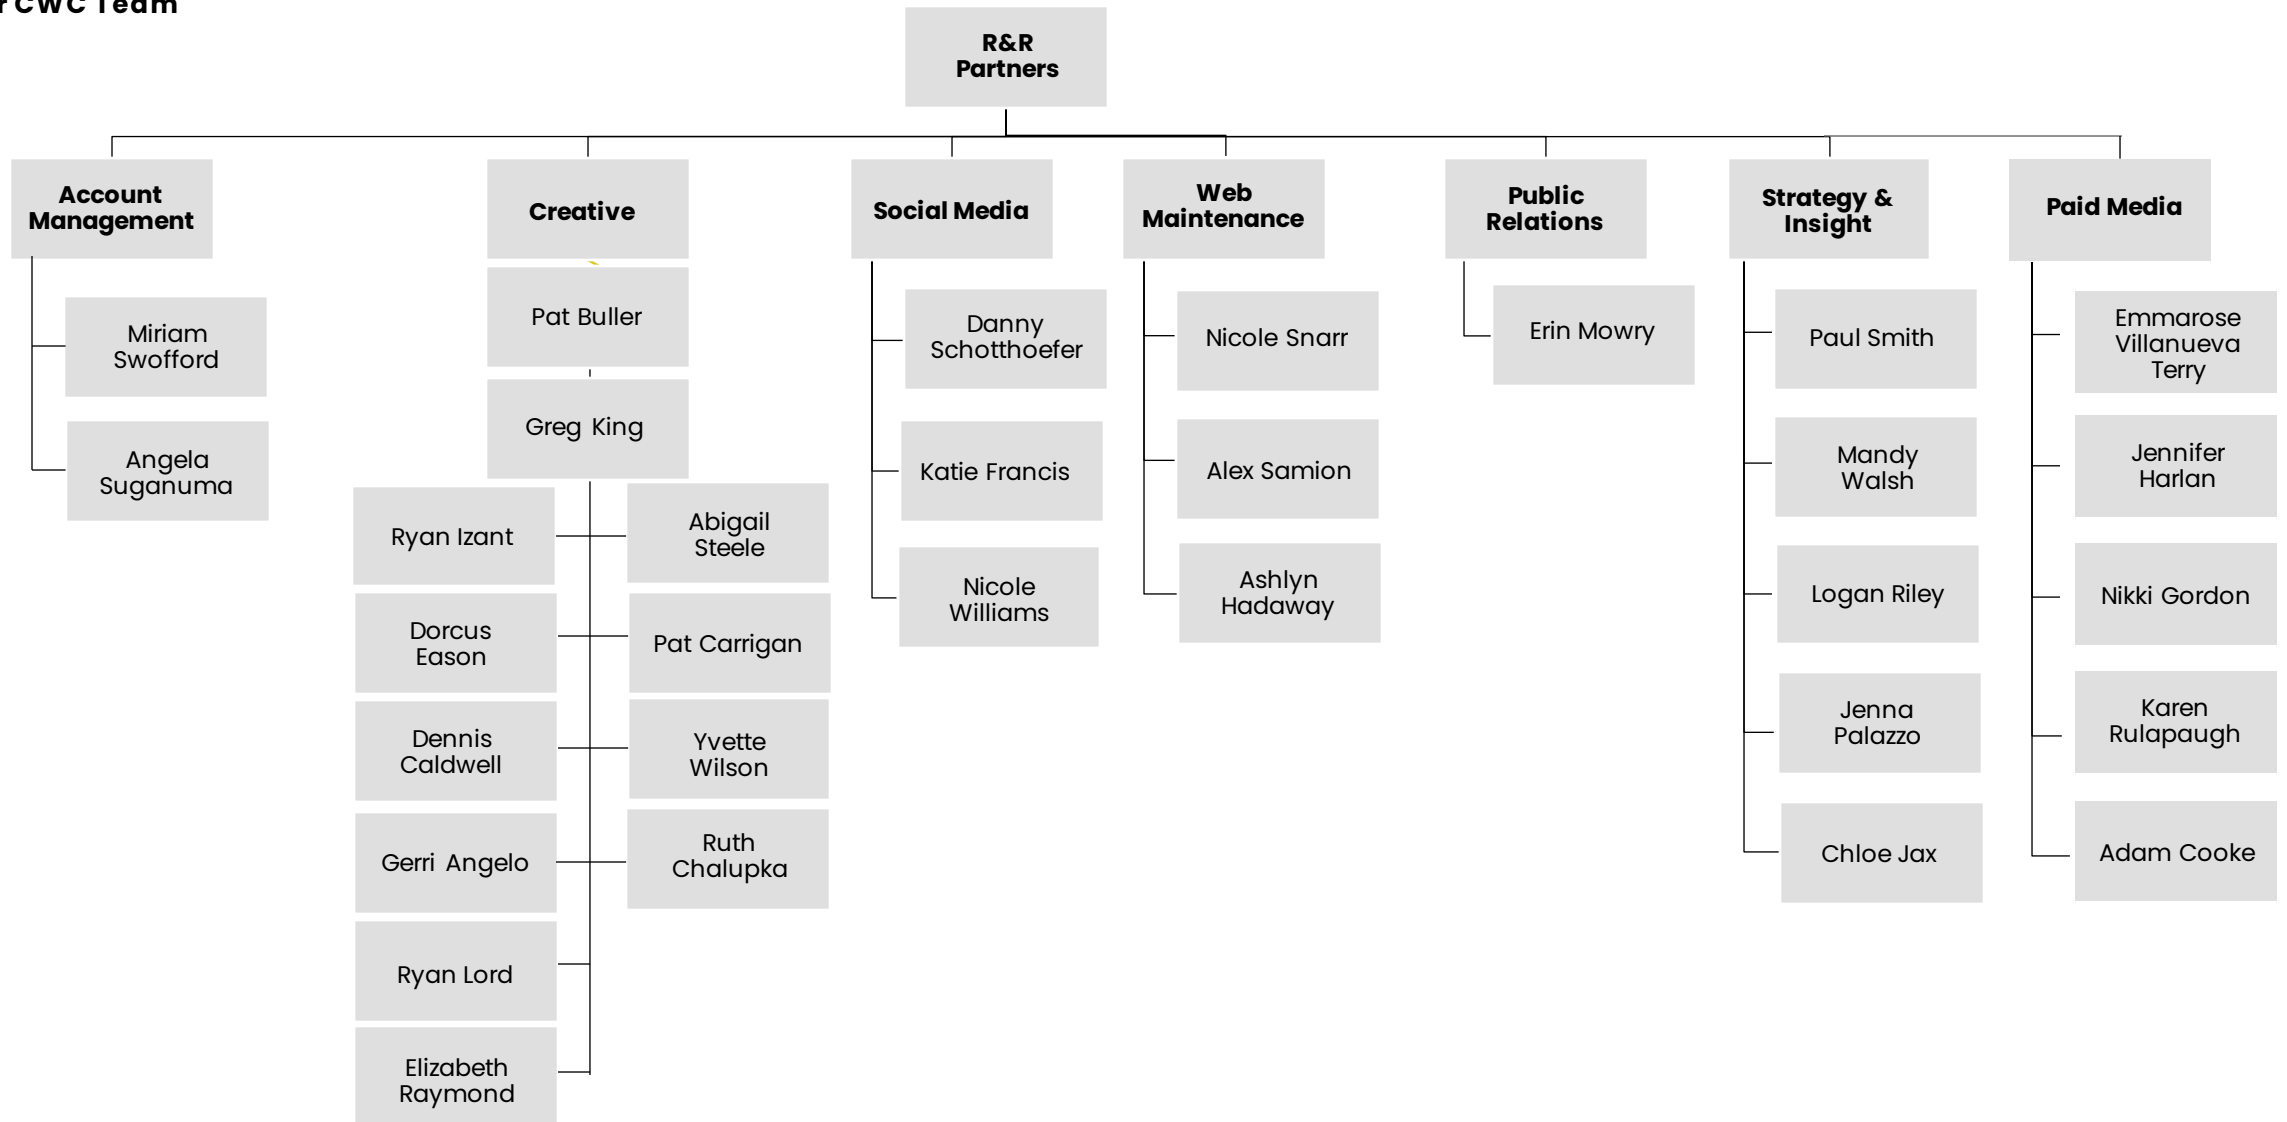 CWC Team
R&R
Partners
Account
Management
Creative
Social Media
Web
Maintenance
Public
Relations
Strategy &
Insight
Paid Media
Miriam
Swofford
Angela
Suganuma
Pat Buller
Greg King
Ryan Izant
Abigail
Steele
Dorcus
Eason
Pat Carrigan
Dennis
Caldwell
Yvette
Wilson
Gerri Angelo
Ruth
Chalupka
Ryan Lord
Elizabeth
Raymond
Danny
Schotthoefer
Katie Francis
Nicole
Williams
Nicole Snarr
Alex Samion
Ashlyn
Hadaway
Erin Mowry
Paul Smith
Mandy
Walsh
Logan Riley
Jenna
Palazzo
Chloe Jax
Emmarose
Villanueva
Terry
Jennifer
Harlan
Nikki Gordon
Karen
Rulapaugh
Adam Cooke